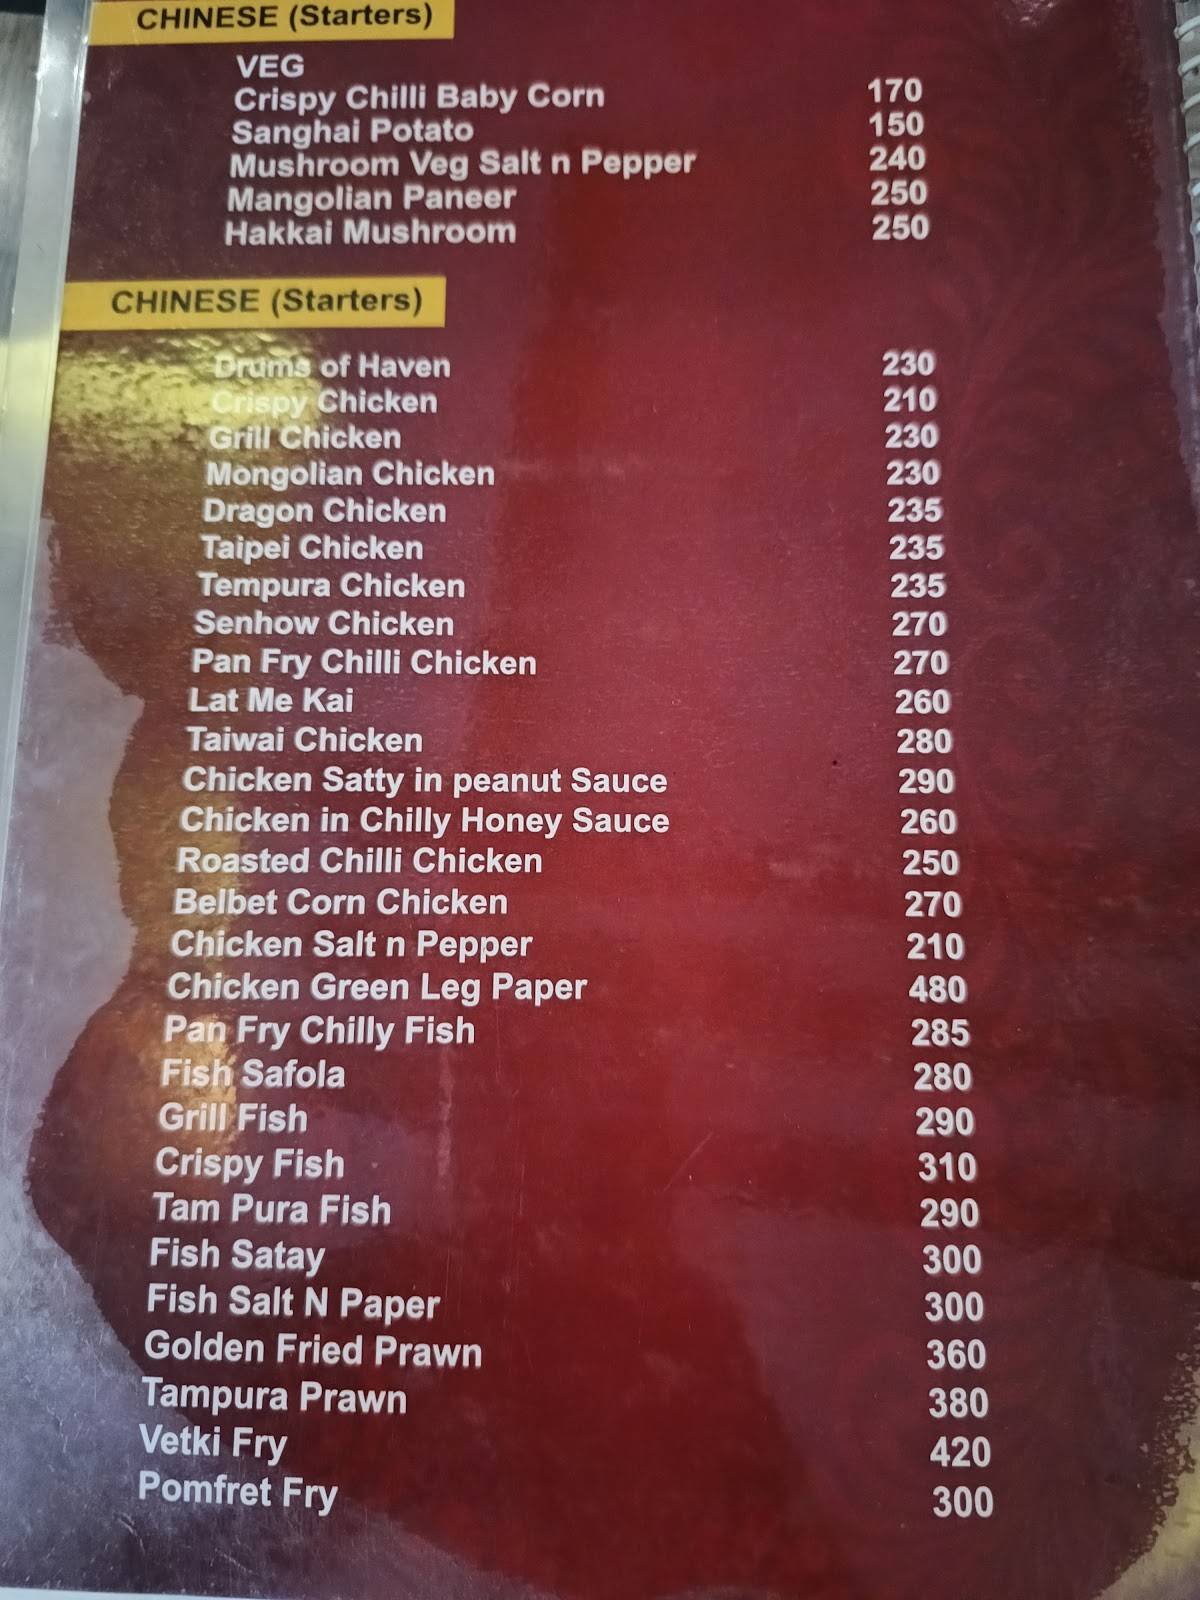 CHINESE (Starters)
VEG
Crispy Chilli Baby Corn 170
Sanghai Potato 150
Mushroom Veg Salt n Pepper 240
Mangolian Paneer 250
Hakkai Mushroom 250
CHINESE (Starters)
Drums of Haven 230
Crispy Chicken 210
Grill Chicken 230
Mongolian Chicken 230
Dragon Chicken 235
Taipei Chicken 235
Tempura Chicken 235
Senhow Chicken 270
Pan Fry Chilli Chicken 270
Lat Me Kai 260
Taiwai Chicken 280
Chicken Satty in peanut Sauce 290
Chicken in Chilly Honey Sauce 260
Roasted Chilli Chicken 250
Belbet Corn Chicken 270
Chicken Salt n Pepper 210
Chicken Green Leg Paper 480
Pan Fry Chilly Fish 285
Fish Safola 280
Grill Fish 290
Crispy Fish 310
Tam Pura Fish 290
Fish Satay 300
Fish Salt N Paper 300
Golden Fried Prawn 360
Tampura Prawn 380
Vetki Fry 420
Pomfret Fry 300